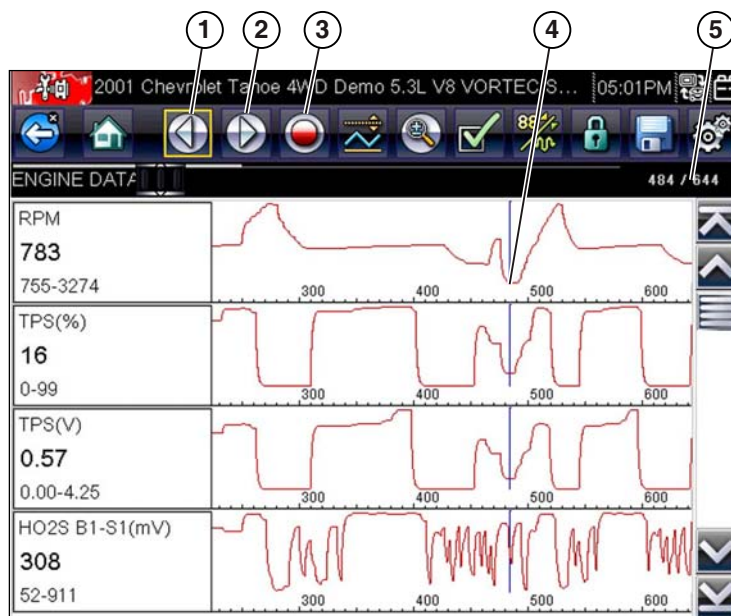 1 2 3 4 5
2001 Chevrolet Tahoe 4WD Demo 5.3L V8 VORTEC S... 05:01PM
ENGINE DATA 484 / 644
RPM
783
755-3274
300 400 500 600
TPS(%)
16
0-99
300 400 500 600
TPS(V)
0.57
0.00-4.25
300 400 500 600
HO2S B1-S1(mV)
308
52-911
300 400 500 600